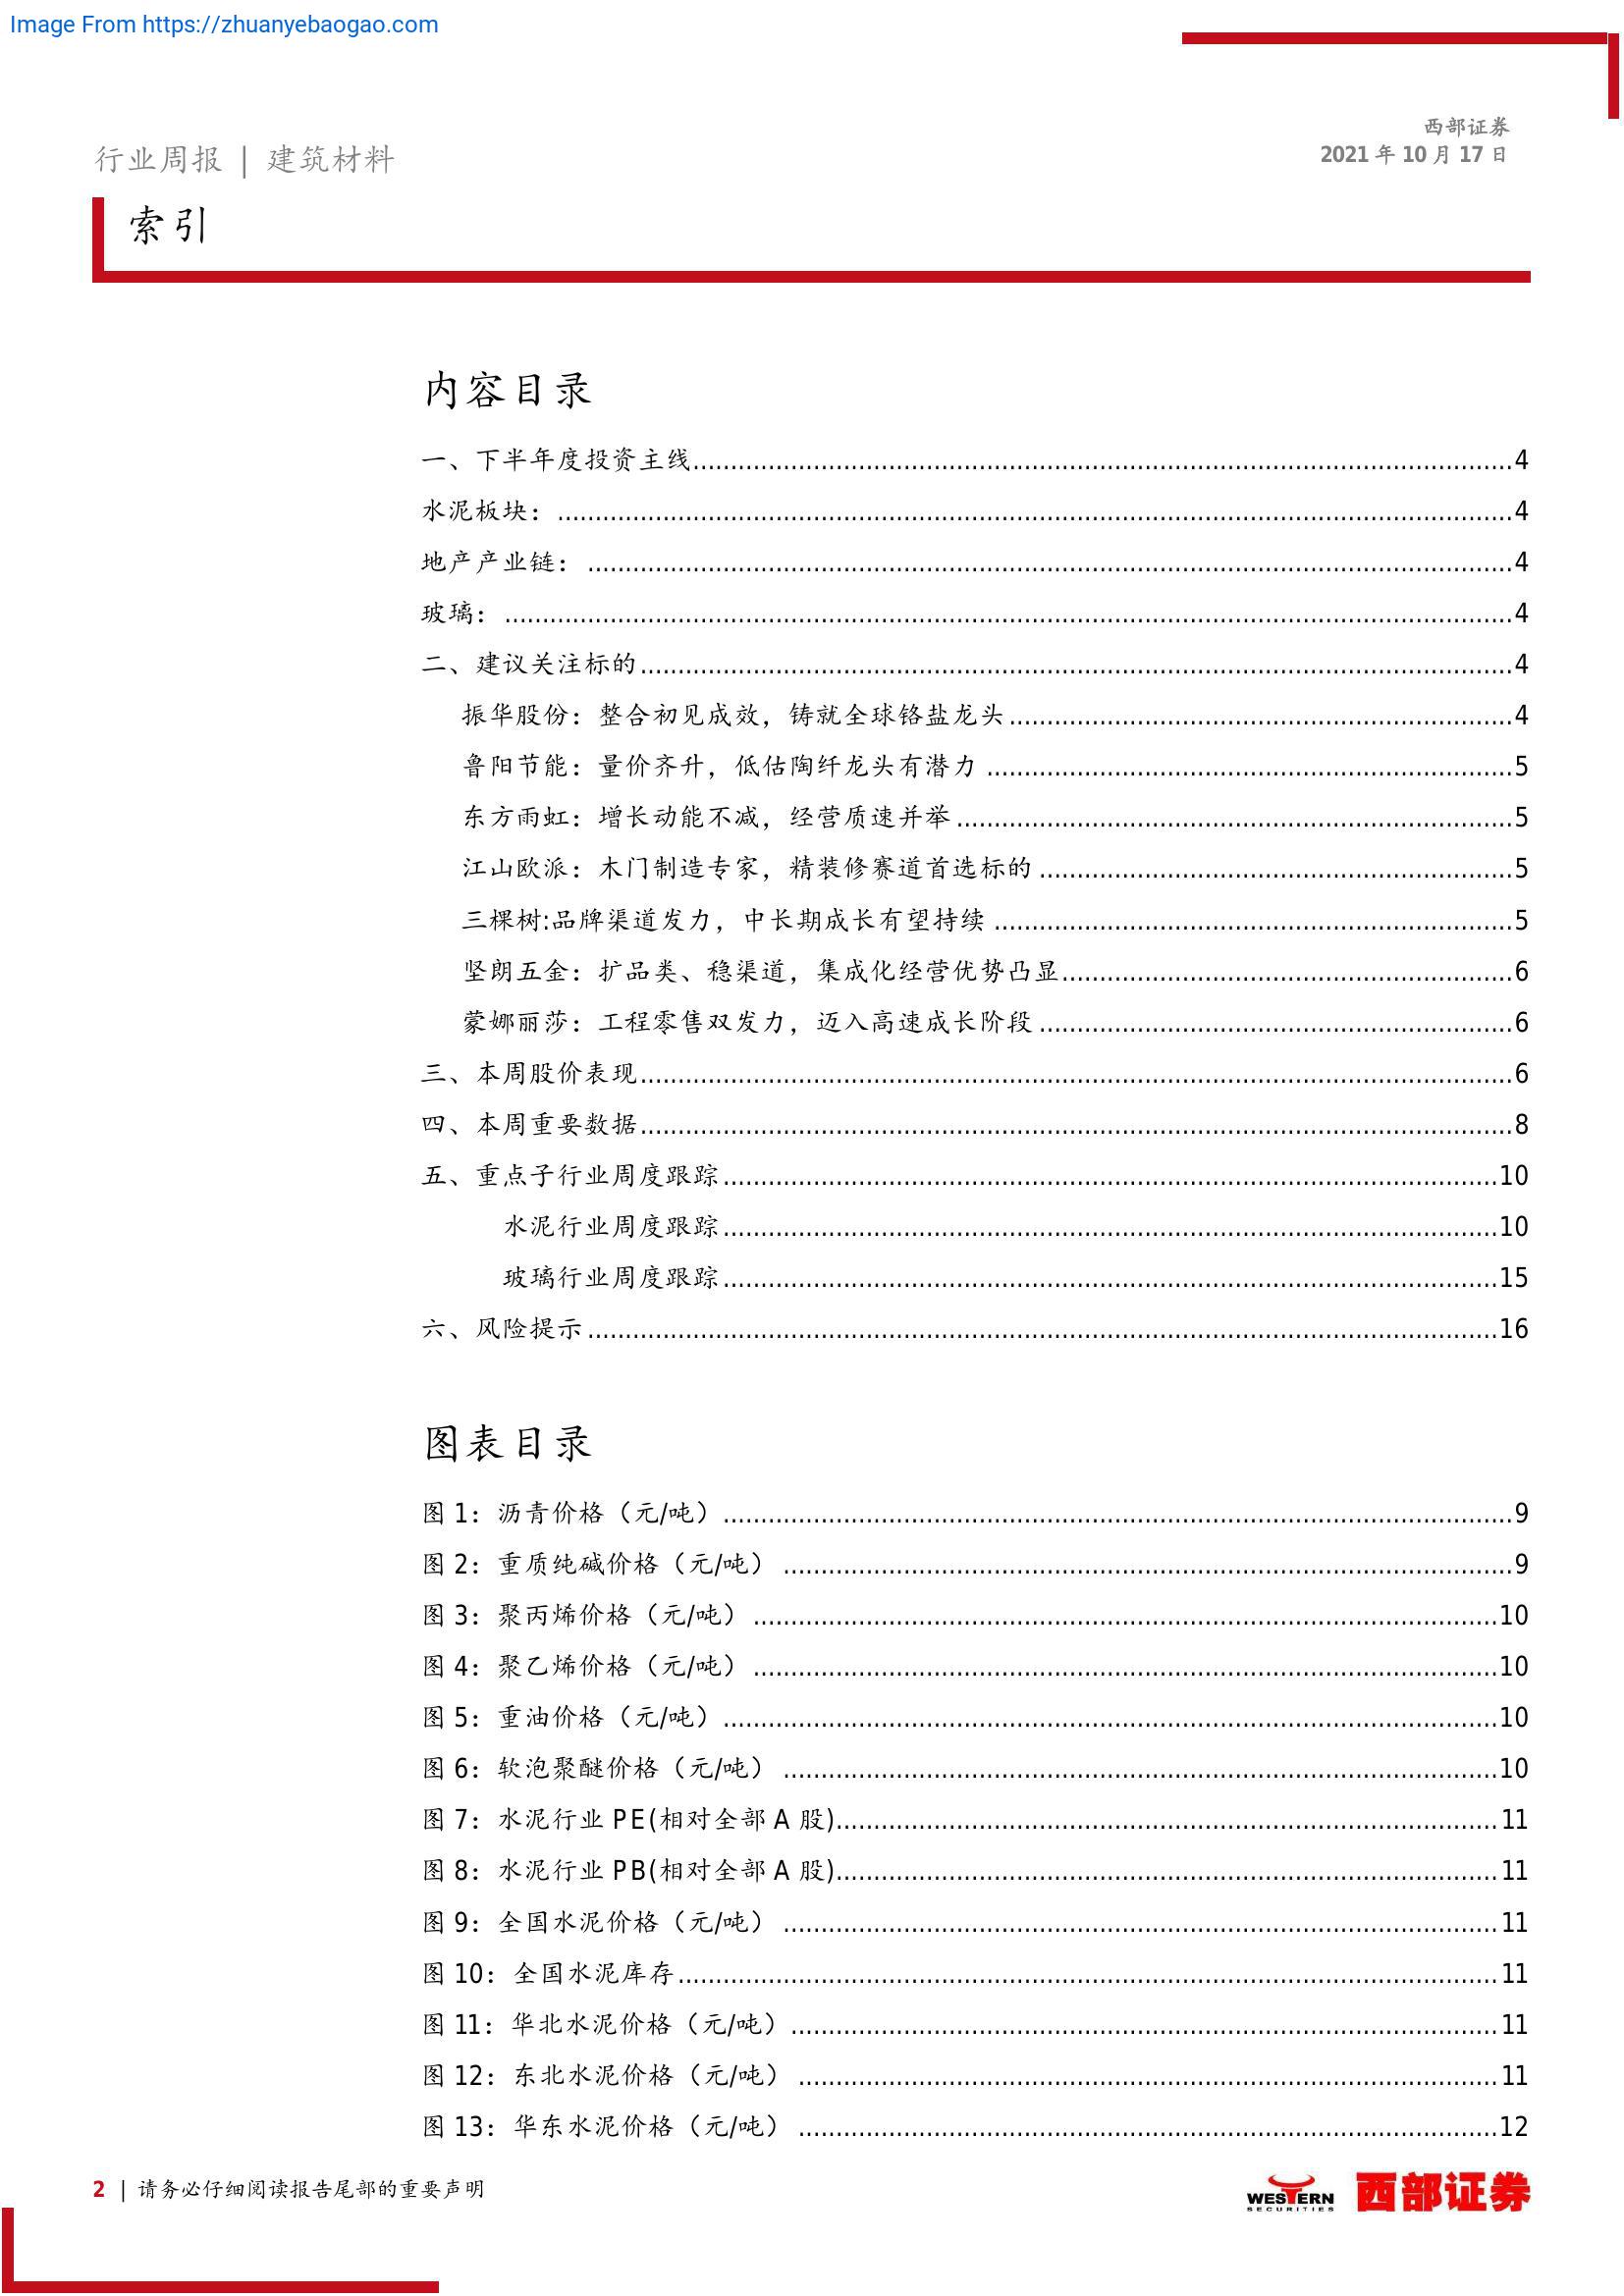 Image From https://zhuanyebaogao.com
西部证券
2021 年 10 月 17 日
行业周报 | 建筑材料
索引
内容目录
一、下半年度投资主线....................4
水泥板块：....................4
地产产业链：....................4
玻璃：....................4
二、建议关注标的....................4
振华股份：整合初见成效，铸就全球铬盐龙头....................4
鲁阳节能：量价齐升，低估陶纤龙头有潜力....................5
东方雨虹：增长动能不减，经营质速并举....................5
江山欧派：木门制造专家，精装修赛道首选标的....................5
三棵树:品牌渠道发力，中长期成长有望持续....................5
坚朗五金：扩品类、稳渠道，集成化经营优势凸显....................6
蒙娜丽莎：工程零售双发力，迈入高速成长阶段....................6
三、本周股价表现....................6
四、本周重要数据....................8
五、重点子行业周度跟踪....................10
水泥行业周度跟踪....................10
玻璃行业周度跟踪....................15
六、风险提示....................16
图表目录
图 1：沥青价格（元/吨）....................9
图 2：重质纯碱价格（元/吨）....................9
图 3：聚丙烯价格（元/吨）....................10
图 4：聚乙烯价格（元/吨）....................10
图 5：重油价格（元/吨）....................10
图 6：软泡聚醚价格（元/吨）....................10
图 7：水泥行业 PE(相对全部 A 股)....................11
图 8：水泥行业 PB(相对全部 A 股)....................11
图 9：全国水泥价格（元/吨）....................11
图 10：全国水泥库存....................11
图 11：华北水泥价格（元/吨）....................11
图 12：东北水泥价格（元/吨）....................11
图 13：华东水泥价格（元/吨）....................12
2 | 请务必仔细阅读报告尾部的重要声明
WESTERN
SECURITIES
西部证券